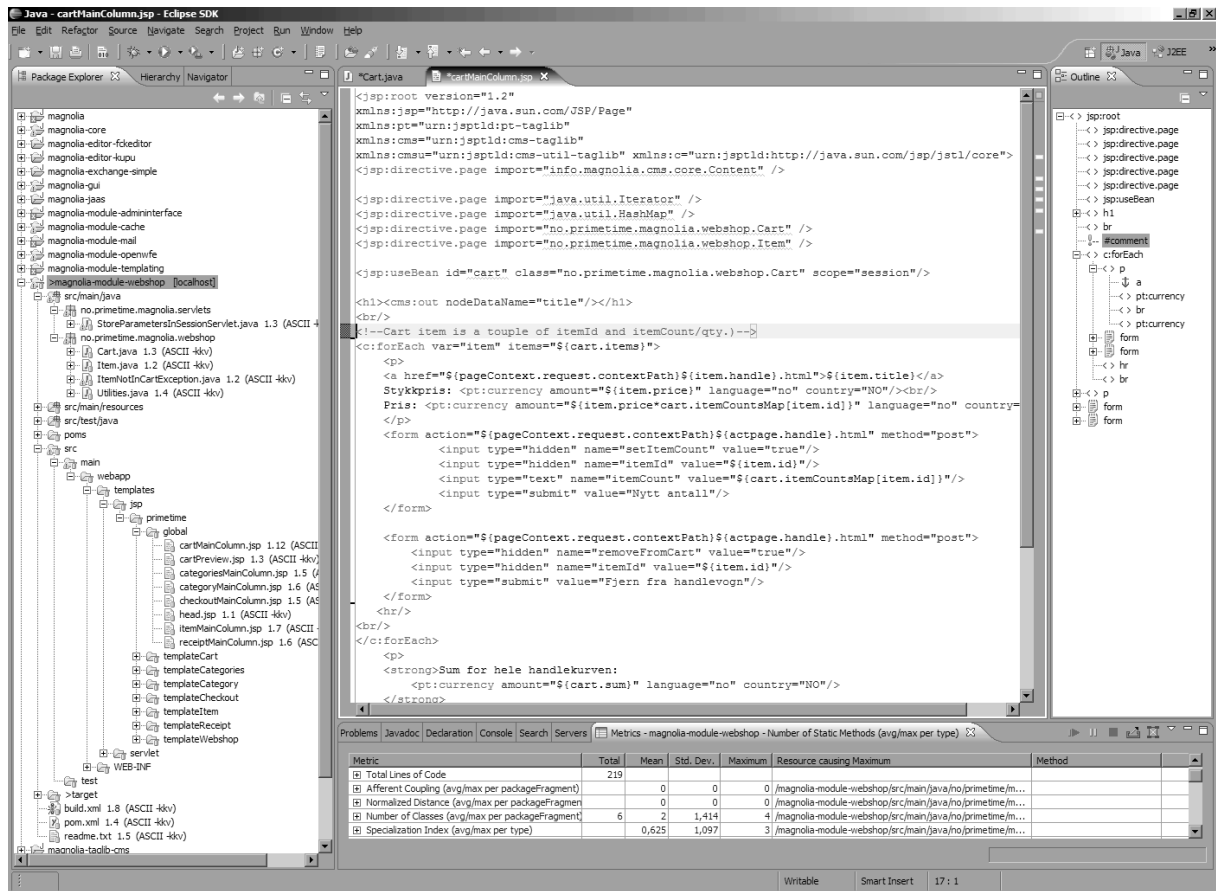 Java - cartMainColumn.jsp - Eclipse SDK
File Edit Refactor Source Navigate Search Project Run Window Help
Java J2EE »
Package Explorer Hierarchy Navigator
magnolia
magnolia-core
magnolia-editor-fckeditor
magnolia-editor-kupu
magnolia-exchange-simple
magnolia-gui
magnolia-jaas
magnolia-module-admininterface
magnolia-module-cache
magnolia-module-mail
magnolia-module-openwfe
magnolia-module-templating
>magnolia-module-webshop [localhost]
src/main/java
no.primetime.magnolia.servlets
StoreParametersInSessionServlet.java 1.3 (ASCII -k
no.primetime.magnolia.webshop
Cart.java 1.3 (ASCII -kkv)
Item.java 1.2 (ASCII -kkv)
ItemNotInCartException.java 1.2 (ASCII -kkv)
Utilities.java 1.4 (ASCII -kkv)
src/main/resources
src/test/java
poms
src
main
webapp
templates
jsp
primetime
global
cartMainColumn.jsp 1.12 (ASCII
cartPreview.jsp 1.3 (ASCII -kkv)
categoriesMainColumn.jsp 1.5 (A
categoryMainColumn.jsp 1.6 (AS
checkoutMainColumn.jsp 1.5 (AS
head.jsp 1.1 (ASCII -kkv)
itemMainColumn.jsp 1.7 (ASCII -
receiptMainColumn.jsp 1.6 (ASC
templateCart
templateCategories
templateCategory
templateCheckout
templateItem
templateReceipt
templateWebshop
servlet
WEB-INF
test
>target
build.xml 1.8 (ASCII -kkv)
pom.xml 1.4 (ASCII -kkv)
readme.txt 1.5 (ASCII -kkv)
magnolia-taglib-cms
*Cart.java *cartMainColumn.jsp
<jsp:root version="1.2"
xmlns:jsp="http://java.sun.com/JSP/Page"
xmlns:pt="urn:jsptld:pt-taglib"
xmlns:cms="urn:jsptld:cms-taglib"
xmlns:cmsu="urn:jsptld:cms-util-taglib" xmlns:c="urn:jsptld:http://java.sun.com/jsp/jstl/core">
<jsp:directive.page import="info.magnolia.cms.core.Content" />
<jsp:directive.page import="java.util.Iterator" />
<jsp:directive.page import="java.util.HashMap" />
<jsp:directive.page import="no.primetime.magnolia.webshop.Cart" />
<jsp:directive.page import="no.primetime.magnolia.webshop.Item" />
<jsp:useBean id="cart" class="no.primetime.magnolia.webshop.Cart" scope="session"/>
<h1><cms:out nodeDataName="title"/></h1>
<br/>
<!--Cart item is a touple of itemId and itemCount/qty.)-->
<c:forEach var="item" items="${cart.items}">
<p>
<a href="${pageContext.request.contextPath}${item.handle}.html">${item.title}</a>
Stykkpris: <pt:currency amount="${item.price}" language="no" country="NO"/><br/>
Pris: <pt:currency amount="${item.price*cart.itemCountsMap[item.id]}" language="no" country=
</p>
<form action="${pageContext.request.contextPath}${actpage.handle}.html" method="post">
<input type="hidden" name="setItemCount" value="true"/>
<input type="hidden" name="itemId" value="${item.id}"/>
<input type="text" name="itemCount" value="${cart.itemCountsMap[item.id]}"/>
<input type="submit" value="Nytt antall"/>
</form>
<form action="${pageContext.request.contextPath}${actpage.handle}.html" method="post">
<input type="hidden" name="removeFromCart" value="true"/>
<input type="hidden" name="itemId" value="${item.id}"/>
<input type="submit" value="Fjern fra handlevogn"/>
</form>
<hr/>
<br/>
</c:forEach>
<p>
<strong>Sum for hele handlekurven:
<pt:currency amount="${cart.sum}" language="no" country="NO"/>
</strong>
Outline
jsp:root
jsp:directive.page
jsp:directive.page
jsp:directive.page
jsp:directive.page
jsp:directive.page
jsp:useBean
h1
br
#comment
c:forEach
p
a
pt:currency
br
pt:currency
form
form
hr
br
p
form
form
Problems Javadoc Declaration Console Search Servers Metrics - magnolia-module-webshop - Number of Static Methods (avg/max per type)
Metric Total Mean Std. Dev. Maximum Resource causing Maximum Method
Total Lines of Code 219
Afferent Coupling (avg/max per packageFragment) 0 0 0 /magnolia-module-webshop/src/main/java/no/primetime/m...
Normalized Distance (avg/max per packageFragmen 0 0 0 /magnolia-module-webshop/src/main/java/no/primetime/m...
Number of Classes (avg/max per packageFragment) 6 2 1,414 4 /magnolia-module-webshop/src/main/java/no/primetime/m...
Specialization Index (avg/max per type) 0,625 1,097 3 /magnolia-module-webshop/src/main/java/no/primetime/m...
Writable Smart Insert 17 : 1